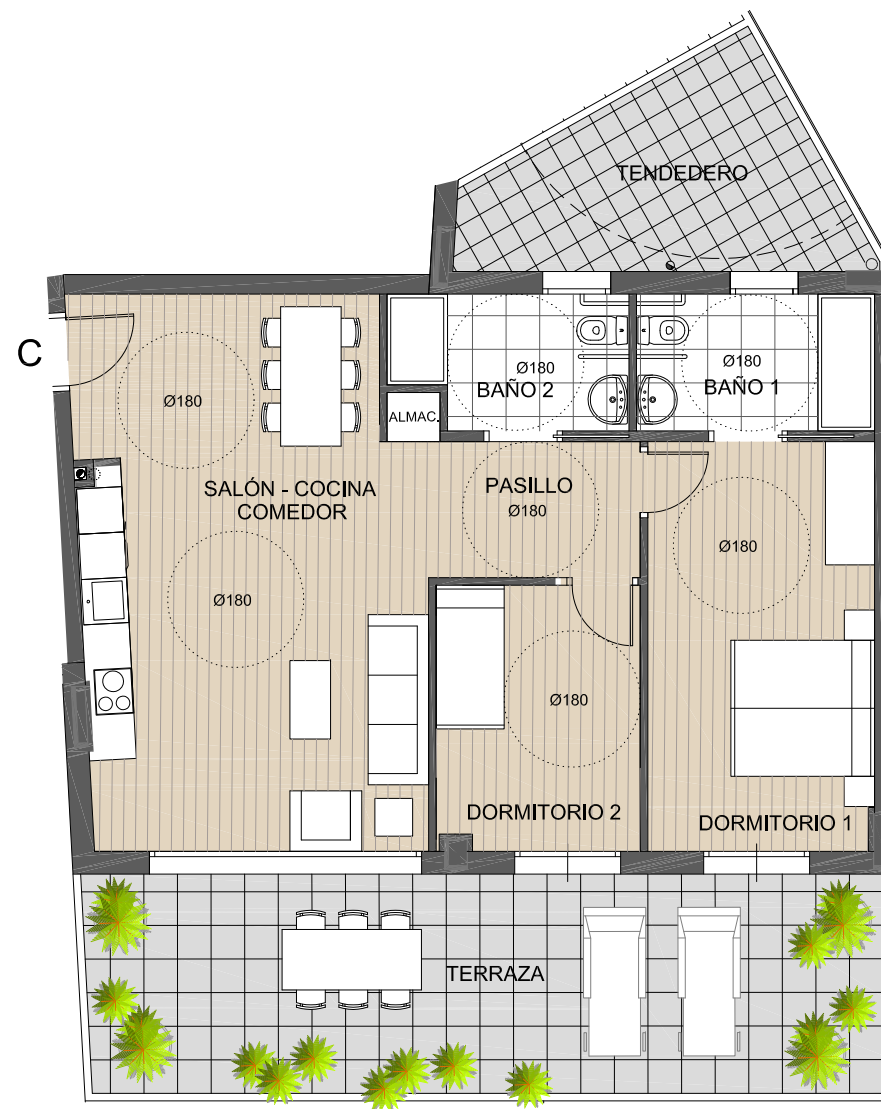 TENDEDERO
C
Ø180
Ø180
BAÑO 2
Ø180
BAÑO 1
ALMAC.
SALÓN - COCINA
COMEDOR
PASILLO
Ø180
Ø180
Ø180
Ø180
DORMITORIO 2
DORMITORIO 1
TERRAZA